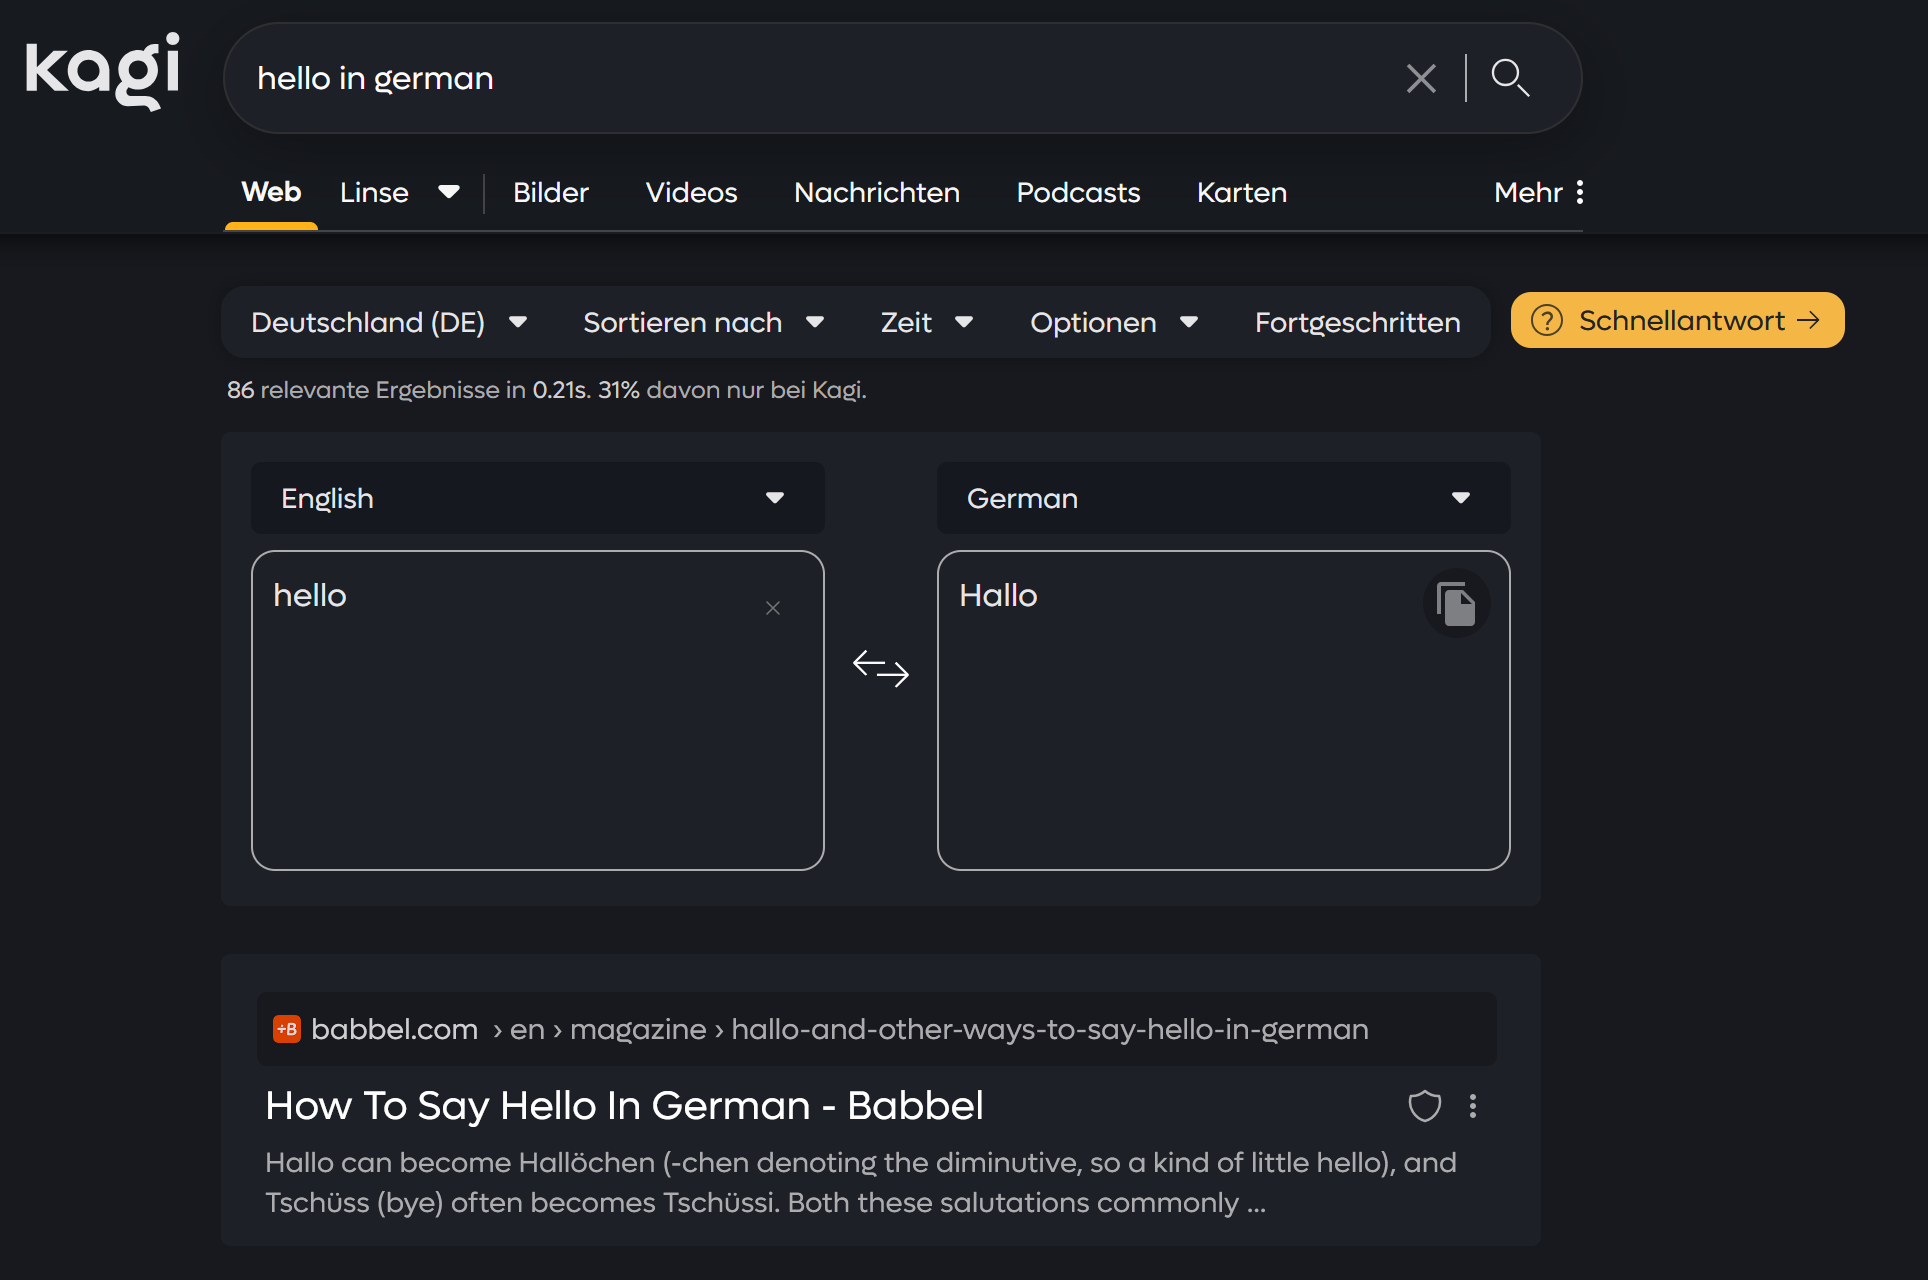 kagi
hello in german
Web Linse Bilder Videos Nachrichten Podcasts Karten Mehr
Deutschland (DE) Sortieren nach Zeit Optionen Fortgeschritten ? Schnellantwort →
86 relevante Ergebnisse in 0.21s. 31% davon nur bei Kagi.
English German
hello Hallo
+B babbel.com › en › magazine › hallo-and-other-ways-to-say-hello-in-german
How To Say Hello In German - Babbel
Hallo can become Hallöchen (-chen denoting the diminutive, so a kind of little hello), and
Tschüss (bye) often becomes Tschüssi. Both these salutations commonly ...